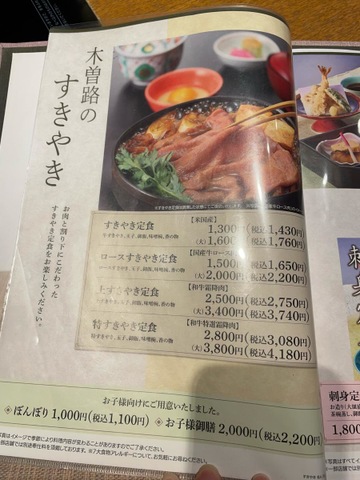 木曽路の
すきやき
お肉と割り下にこだわった
すきやき定食をお楽しみください。
すきやき定食
【米国産】
1,300円(税込1,430円)
(大)1,600円(税込1,760円)
ロースすきやき定食
【国産牛ロース肉】
1,500円(税込1,650円)
(大)2,000円(税込2,200円)
上すきやき定食
【和牛霜降肉】
2,500円(税込2,750円)
(大)3,400円(税込3,740円)
特すきやき定食
【和牛特選霜降肉】
2,800円(税込3,080円)
(大)3,800円(税込4,180円)
お子様向けにご用意いたしました。
ぼんぼり 1,000円(税込1,100円) お子様御膳 2,000円(税込2,200円)
刺身定
1,800